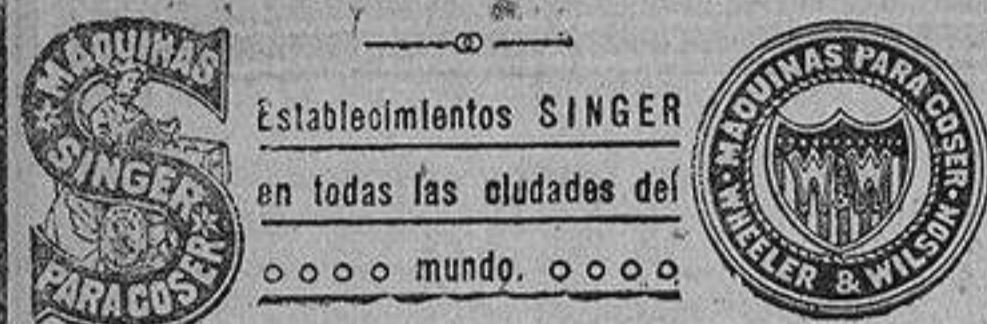 MAQUINAS
SINGER
PARA COSER
Establecimientos SINGER
en todas las ciudades del
mundo.
MAQUINAS PARA COSER
WHEELER & WILSON
W & W